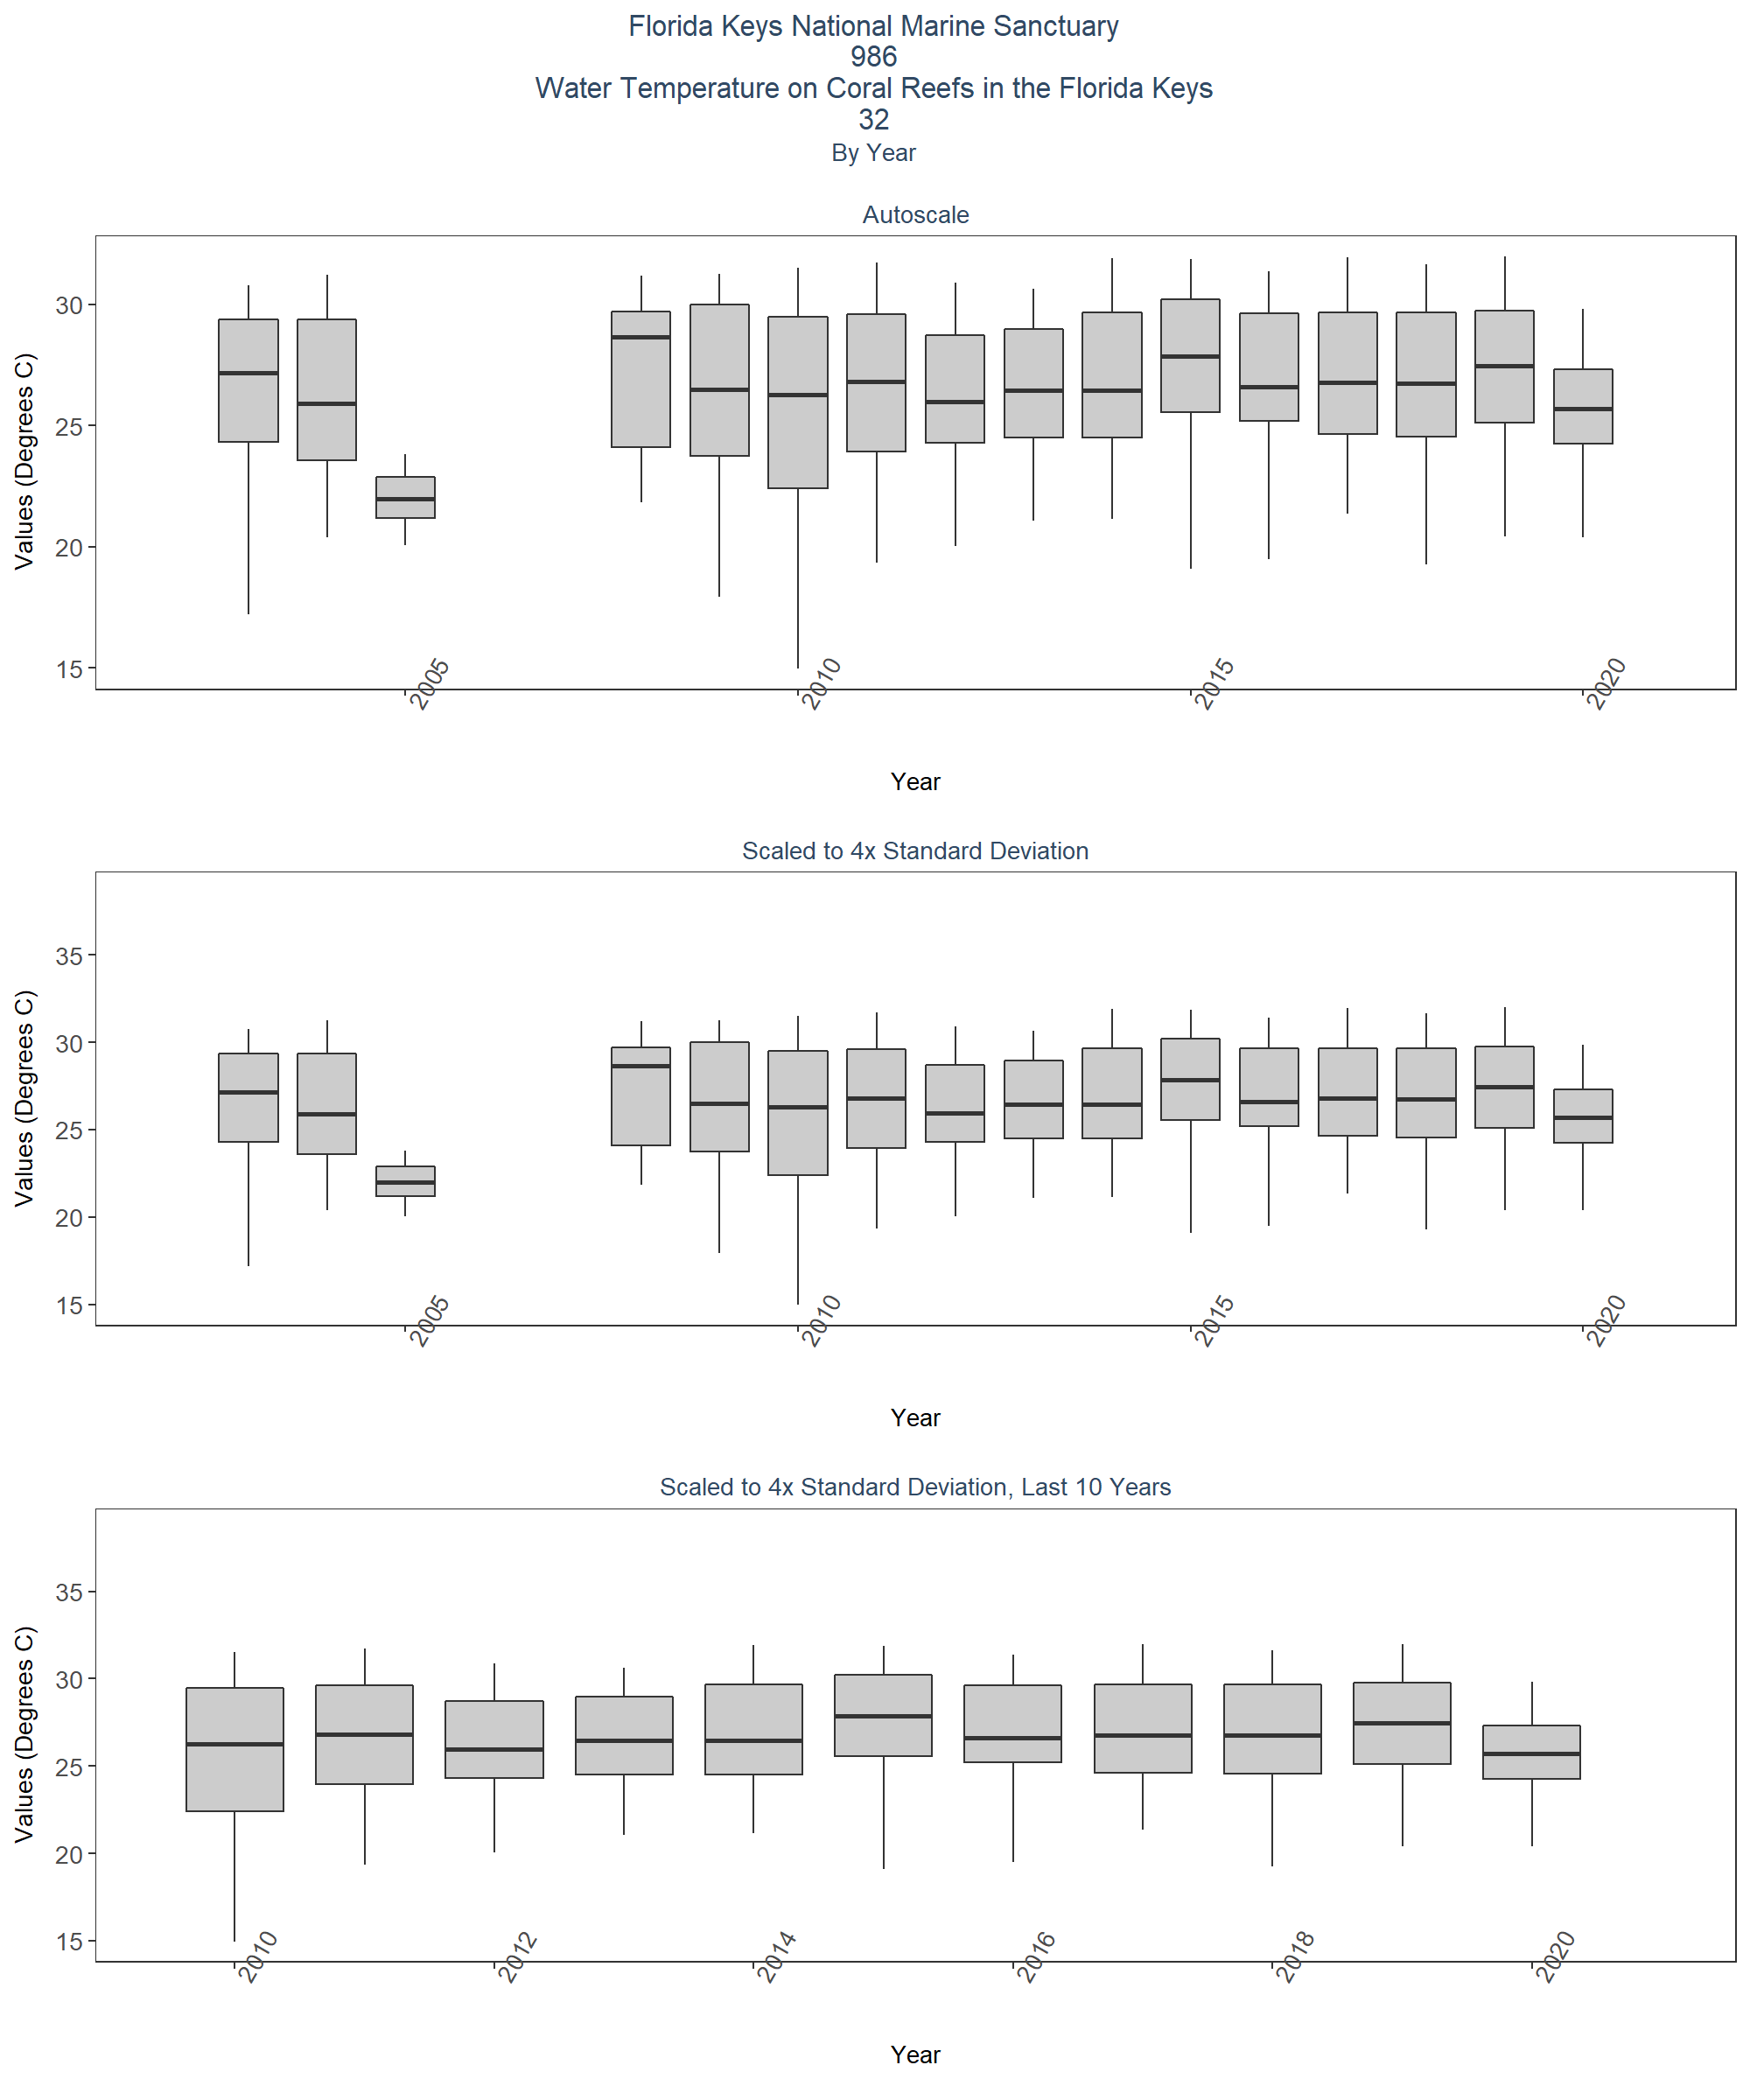 Florida Keys National Marine Sanctuary
986
Water Temperature on Coral Reefs in the Florida Keys
32
By Year
Autoscale
Values (Degrees C)
30
25
20
15
2005
2010
2015
2020
Year
Scaled to 4x Standard Deviation
Values (Degrees C)
35
30
25
20
15
2005
2010
2015
2020
Year
Scaled to 4x Standard Deviation, Last 10 Years
Values (Degrees C)
35
30
25
20
15
2010
2012
2014
2016
2018
2020
Year